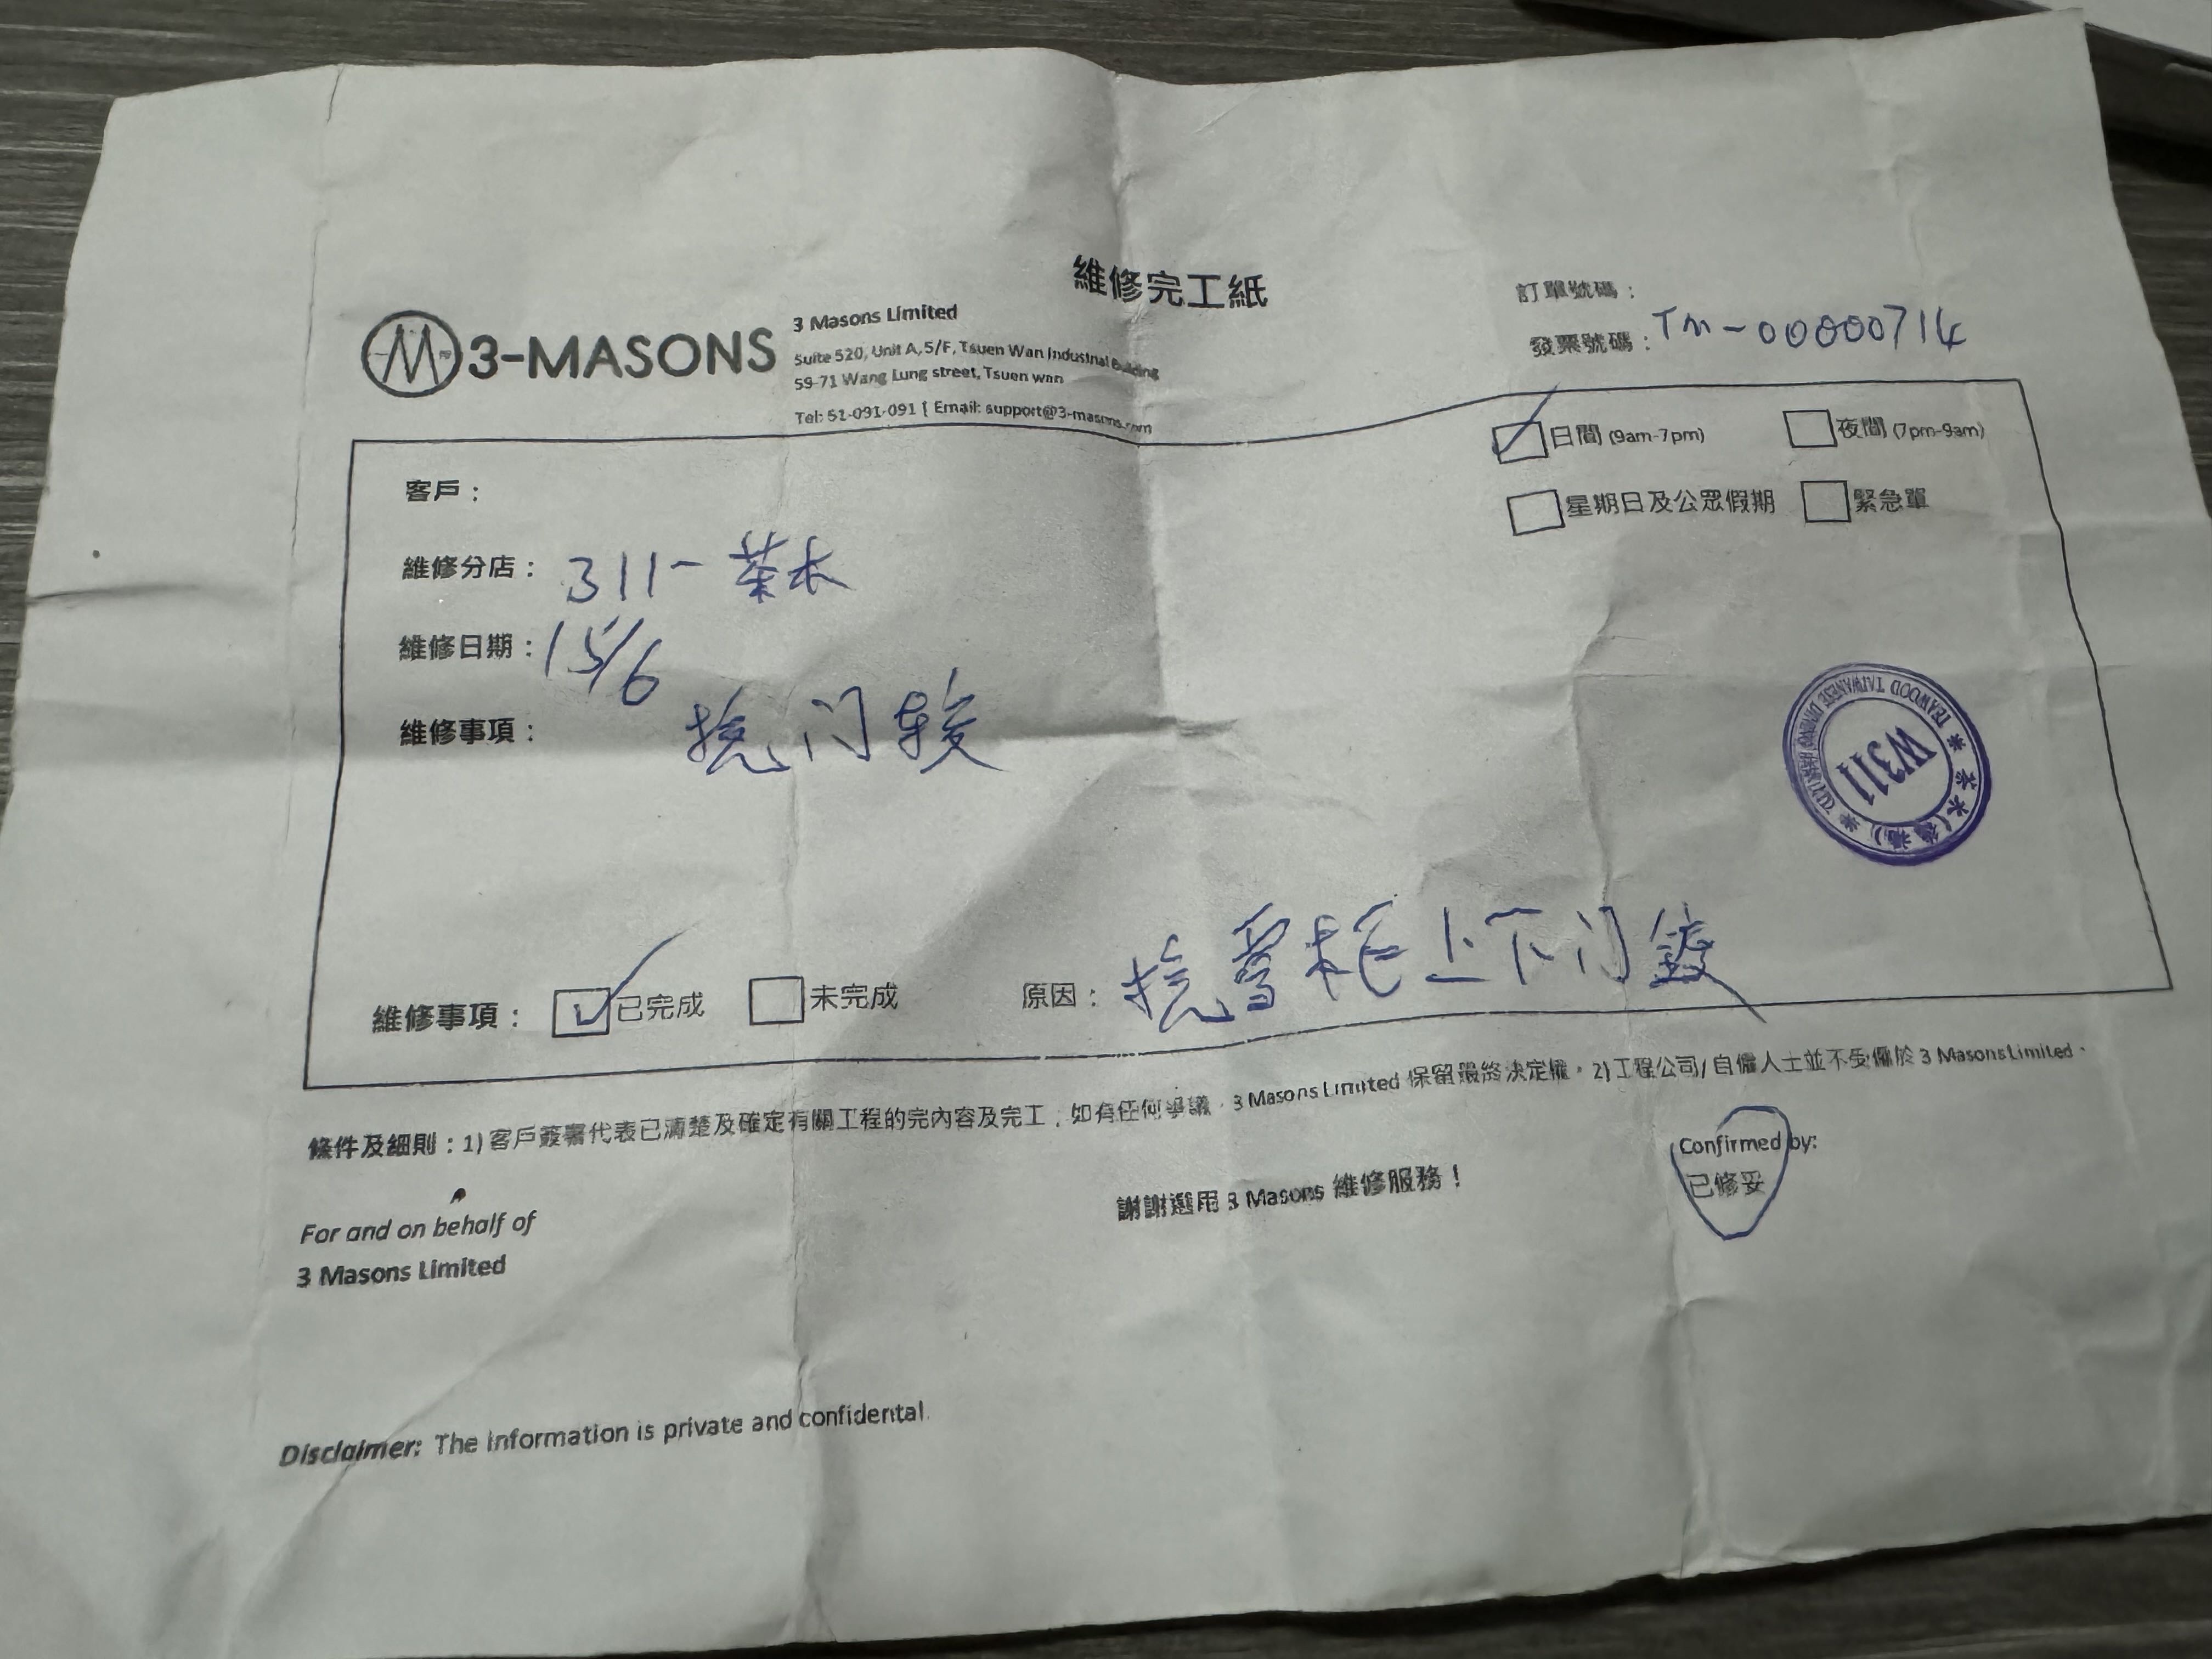 維修完工紙
3-MASONS
3 Masons Limited
Suite 520, Unit A, 5/F, Tsuen Wan Industrial Building
59-71 Wang Lung street, Tsuen wan
Tel: 51-091-091 | Email: support@3-masons.com
訂單號碼：
發票號碼：TM-00000714
日間 (9am-7pm) 夜間 (7pm-9am)
星期日及公眾假期 緊急單
客戶：
維修分店：311-茶木
維修日期：15/6
維修事項：換门鉸
TEAWOOD TAIWANESE DINING
W311
茶木
維修事項：已完成 未完成 原因：換 損耗上下门鉸
條件及細則：1) 客戶簽署代表已清楚及確定有關工程的完內容及完工，如有任何爭議，3 Masons Limited 保留最終決定權。2)工程公司/自僱人士並不受僱於 3 Masons Limited。
Confirmed by:
已修妥
謝謝選用 3 Masons 維修服務！
For and on behalf of
3 Masons Limited
Disclaimer: The information is private and confidental.